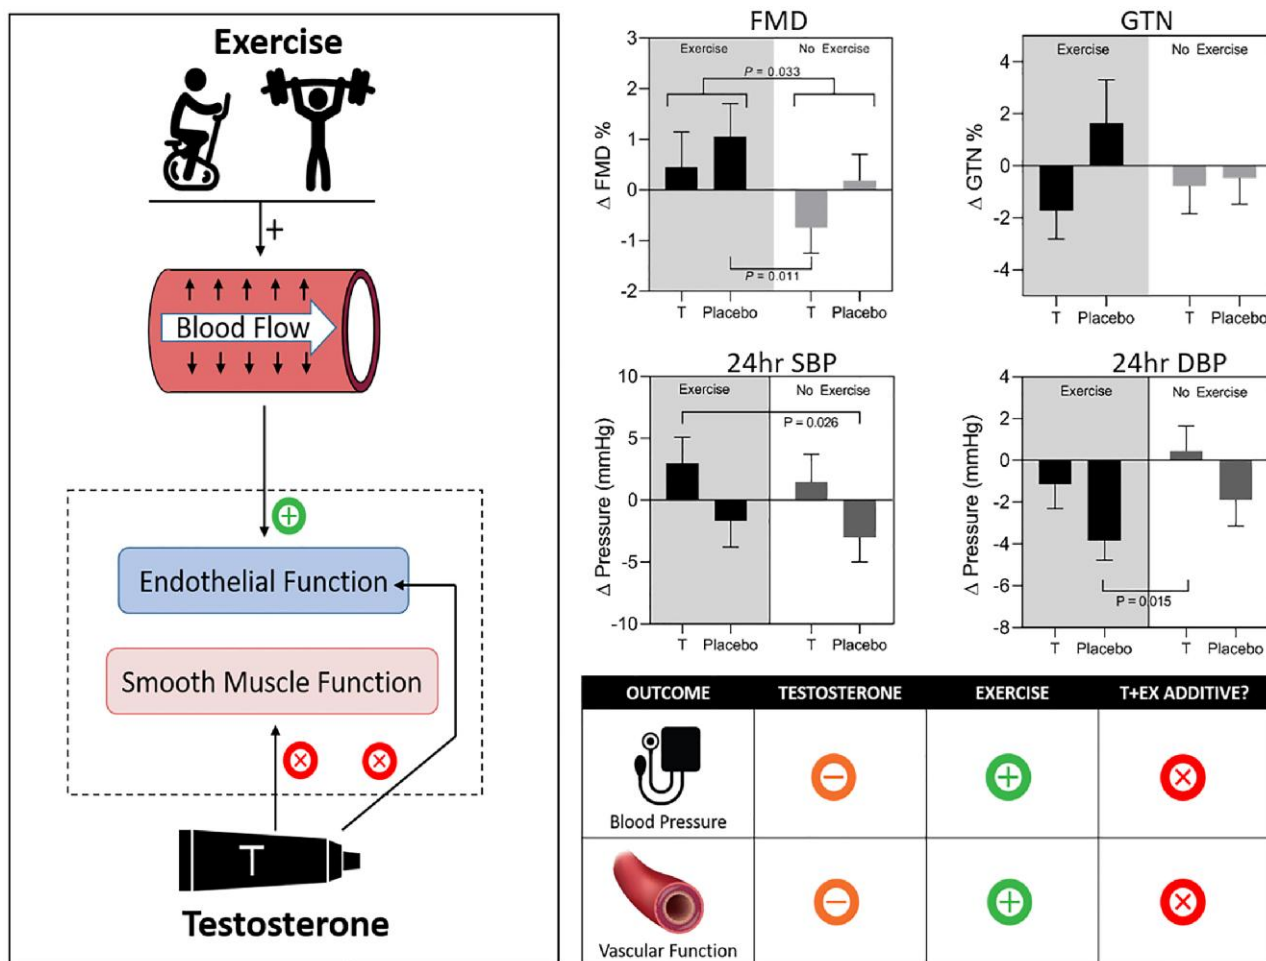 Exercise
+
Blood Flow
Endothelial Function
Smooth Muscle Function
T
Testosterone
FMD
3
2
1
0
-1
-2
Δ FMD %
Exercise
No Exercise
P = 0.033
P = 0.011
T
Placebo
T
Placebo
GTN
4
2
0
-2
-4
Δ GTN %
Exercise
No Exercise
T
Placebo
T
Placebo
24hr SBP
10
5
0
-5
-10
Δ Pressure (mmHg)
Exercise
No Exercise
P = 0.026
T
Placebo
T
Placebo
24hr DBP
4
2
0
-2
-4
-6
-8
Δ Pressure (mmHg)
Exercise
No Exercise
P = 0.015
T
Placebo
T
Placebo
OUTCOME TESTOSTERONE EXERCISE T+EX ADDITIVE?
Blood Pressure
Vascular Function